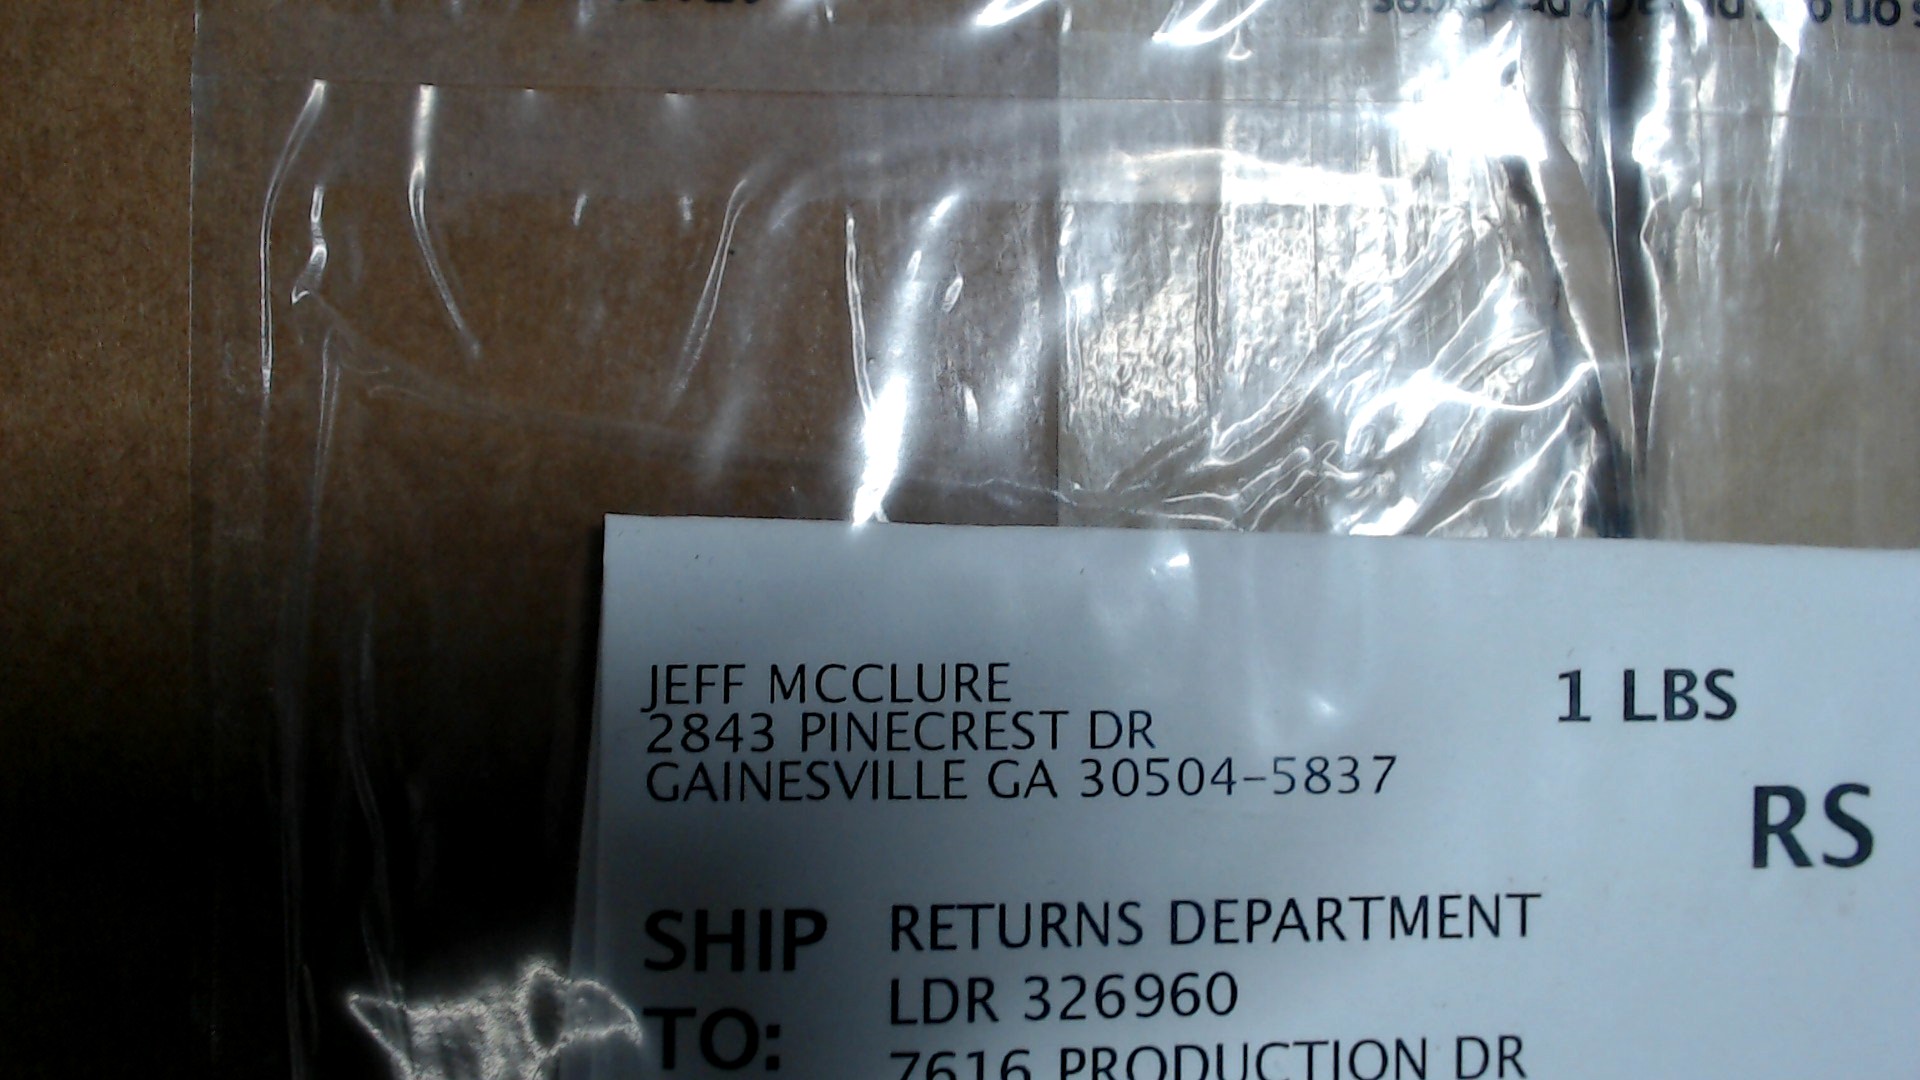 JEFF MCCLURE
2843 PINECREST DR
GAINESVILLE GA 30504-5837
1 LBS
RS
SHIP TO:
RETURNS DEPARTMENT
LDR 326960
7616 PRODUCTION DR